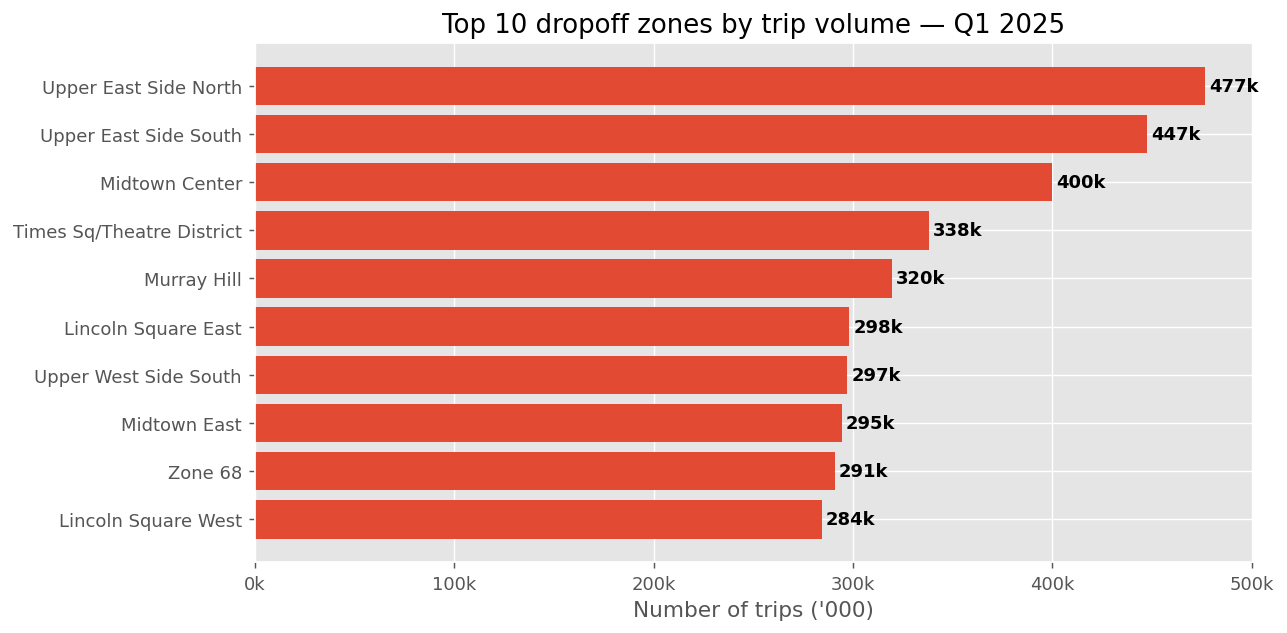 Top 10 dropoff zones by trip volume — Q1 2025
Upper East Side North 477k
Upper East Side South 447k
Midtown Center 400k
Times Sq/Theatre District 338k
Murray Hill 320k
Lincoln Square East 298k
Upper West Side South 297k
Midtown East 295k
Zone 68 291k
Lincoln Square West 284k
0k 100k 200k 300k 400k 500k
Number of trips ('000)